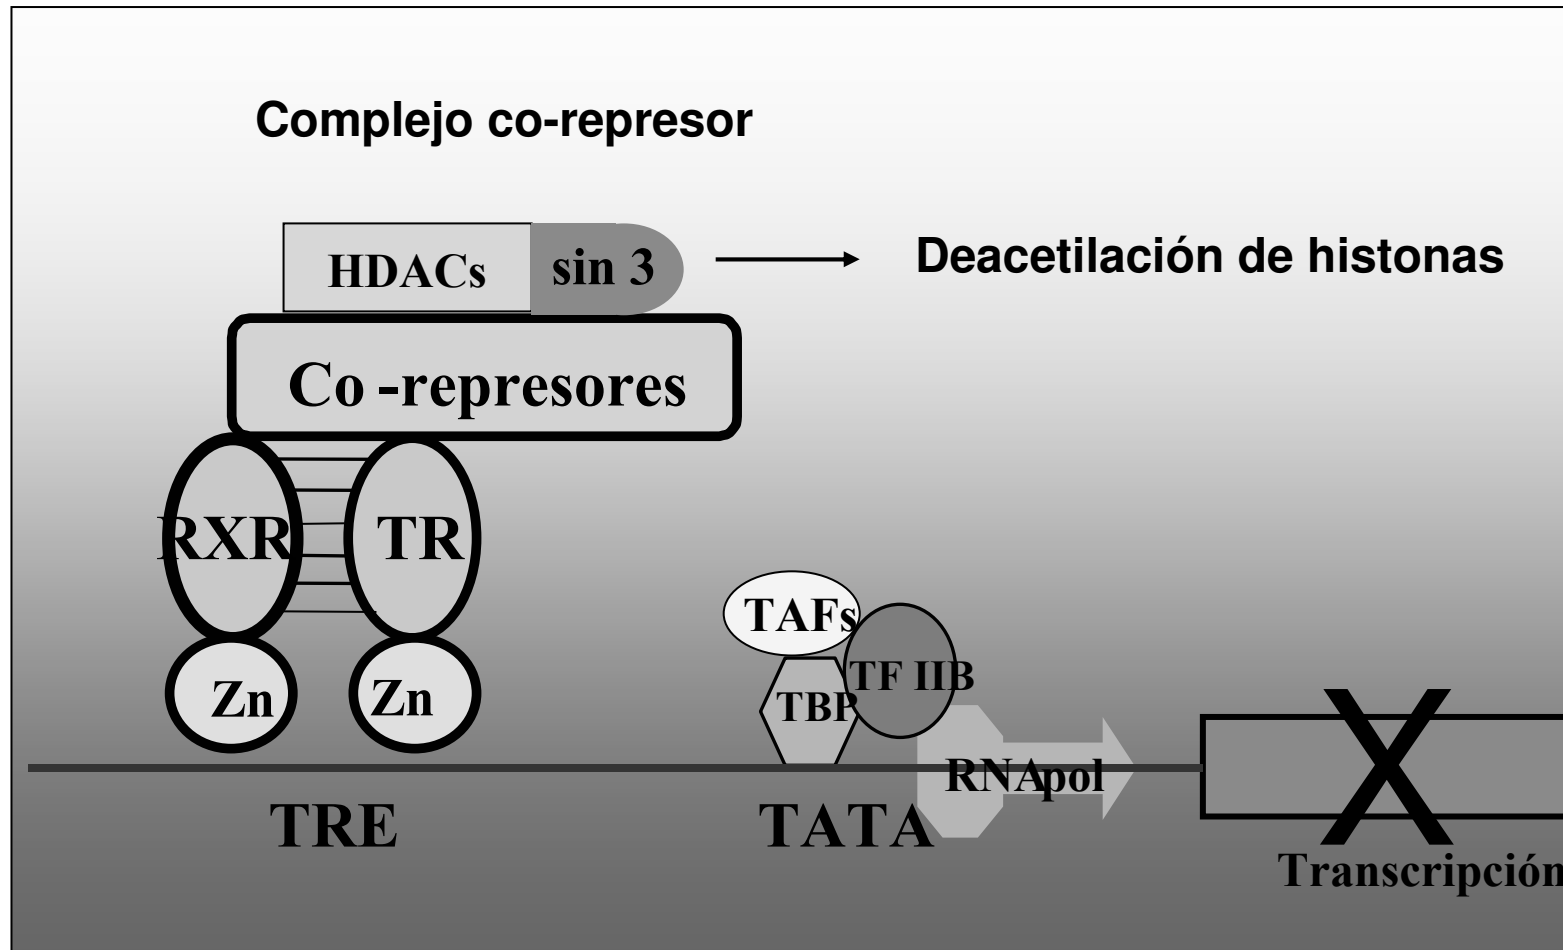 Complejo co-represor
HDACs
sin 3
Deacetilación de histonas
Co -represores
RXR
TR
TAFs
TF IIB
Zn
Zn
TBP
RNApol
TRE
TATA
Transcripción